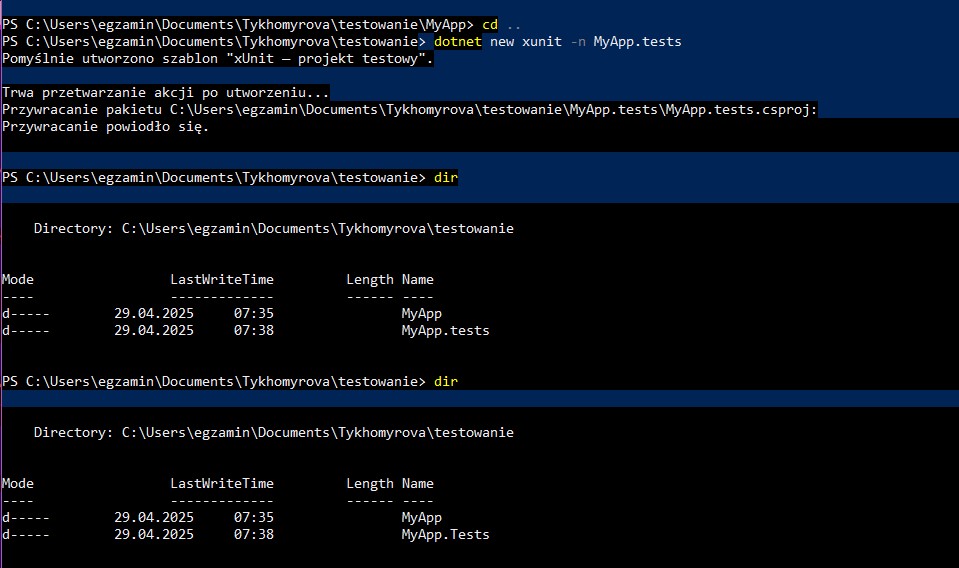 PS C:\Users\egzamin\Documents\Tykhomyrova\testowanie\MyApp> cd ..
PS C:\Users\egzamin\Documents\Tykhomyrova\testowanie> dotnet new xunit -n MyApp.tests
Pomyślnie utworzono szablon "xUnit — projekt testowy".
Trwa przetwarzanie akcji po utworzeniu...
Przywracanie pakietu C:\Users\egzamin\Documents\Tykhomyrova\testowanie\MyApp.tests\MyApp.tests.csproj:
Przywracanie powiodło się.
PS C:\Users\egzamin\Documents\Tykhomyrova\testowanie> dir
Directory: C:\Users\egzamin\Documents\Tykhomyrova\testowanie
Mode LastWriteTime Length Name
---- ------------- ------ ----
d----- 29.04.2025 07:35 MyApp
d----- 29.04.2025 07:38 MyApp.tests
PS C:\Users\egzamin\Documents\Tykhomyrova\testowanie> dir
Directory: C:\Users\egzamin\Documents\Tykhomyrova\testowanie
Mode LastWriteTime Length Name
---- ------------- ------ ----
d----- 29.04.2025 07:35 MyApp
d----- 29.04.2025 07:38 MyApp.Tests